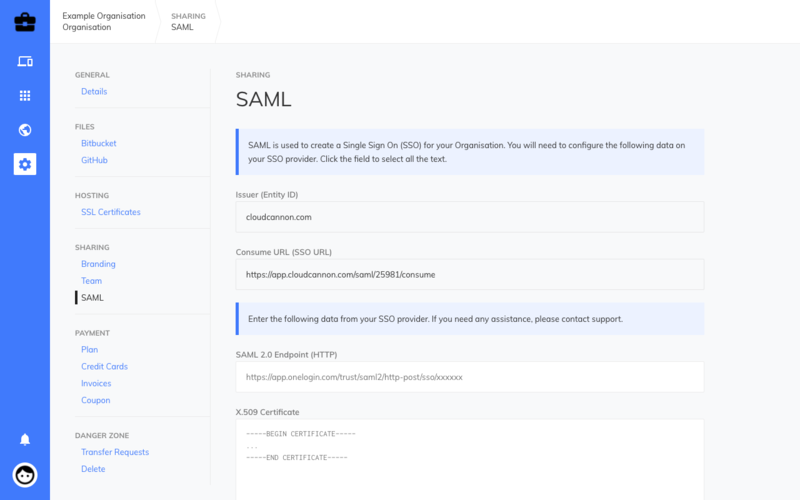 Example Organisation
Organisation
SHARING
SAML
GENERAL
Details
FILES
Bitbucket
GitHub
HOSTING
SSL Certificates
SHARING
Branding
Team
SAML
PAYMENT
Plan
Credit Cards
Invoices
Coupon
DANGER ZONE
Transfer Requests
Delete
SHARING
SAML
SAML is used to create a Single Sign On (SSO) for your Organisation. You will need to configure the following data on
your SSO provider. Click the field to select all the text.
Issuer (Entity ID)
cloudcannon.com
Consume URL (SSO URL)
https://app.cloudcannon.com/saml/25981/consume
Enter the following data from your SSO provider. If you need any assistance, please contact support.
SAML 2.0 Endpoint (HTTP)
https://app.onelogin.com/trust/saml2/http-post/sso/xxxxxx
X.509 Certificate
-----BEGIN CERTIFICATE-----
...
-----END CERTIFICATE-----